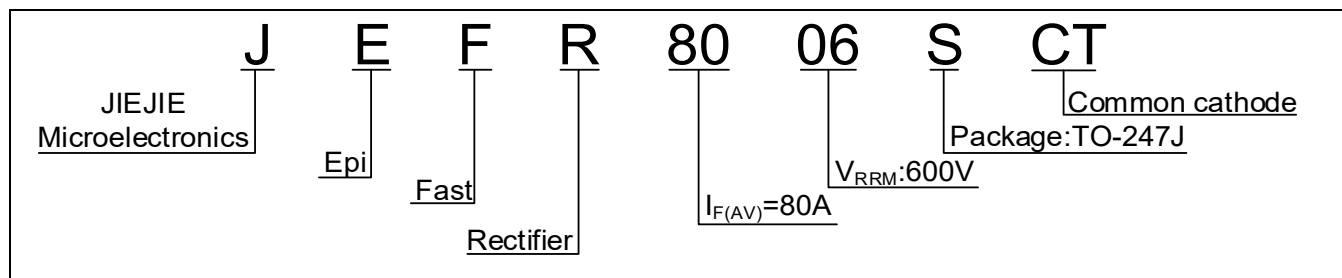 J E F R 80 06 S CT
JIEJIE
Microelectronics
Common cathode
Package:TO-247J
Epi
VRRM:600V
Fast
IF(AV)=80A
Rectifier